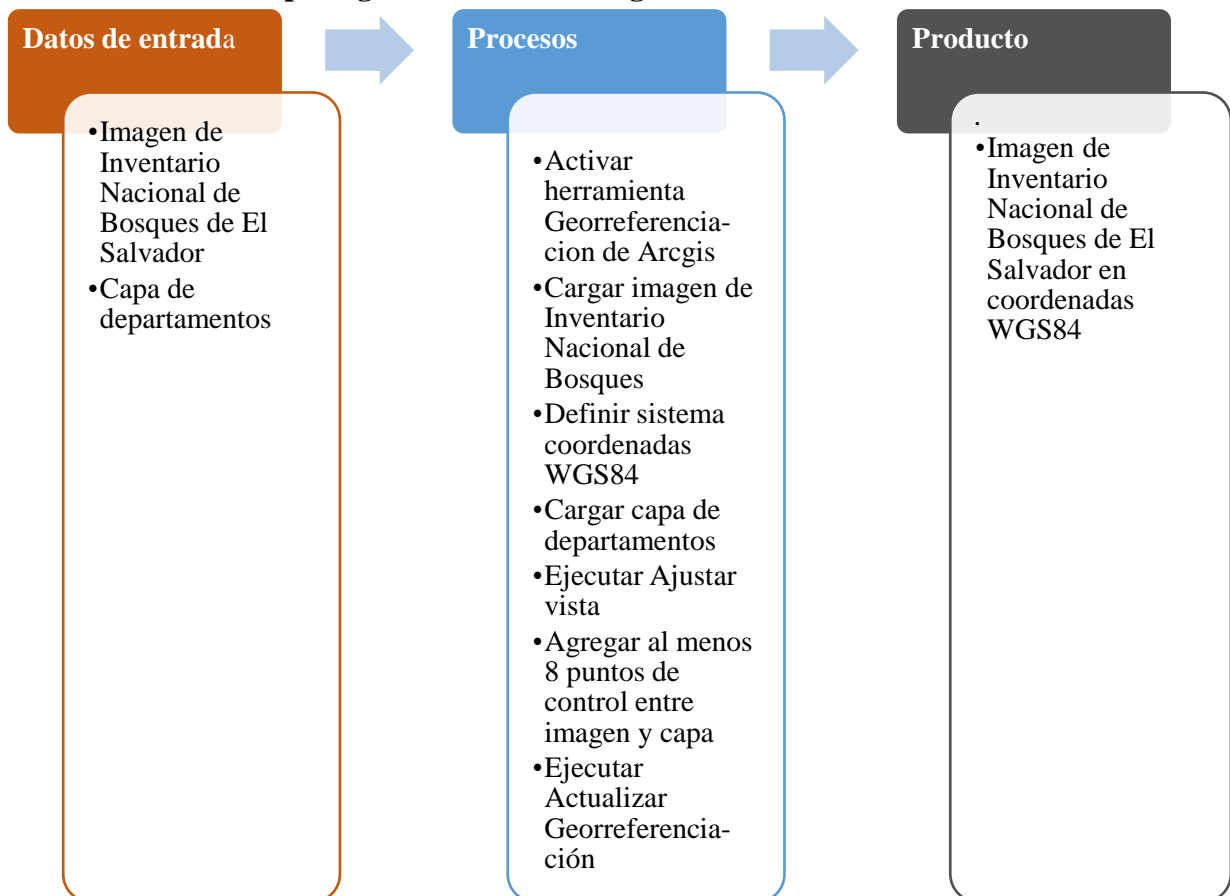 Datos de entrada
Procesos
Producto
•Imagen de
Inventario
Nacional de
Bosques de El
Salvador
•Capa de
departamentos
•Activar
herramienta
Georreferencia-
cion de Arcgis
•Cargar imagen de
Inventario
Nacional de
Bosques
•Definir sistema
coordenadas
WGS84
•Cargar capa de
departamentos
•Ejecutar Ajustar
vista
•Agregar al menos
8 puntos de
control entre
imagen y capa
•Ejecutar
Actualizar
Georreferencia-
ción
.
•Imagen de
Inventario
Nacional de
Bosques de El
Salvador en
coordenadas
WGS84